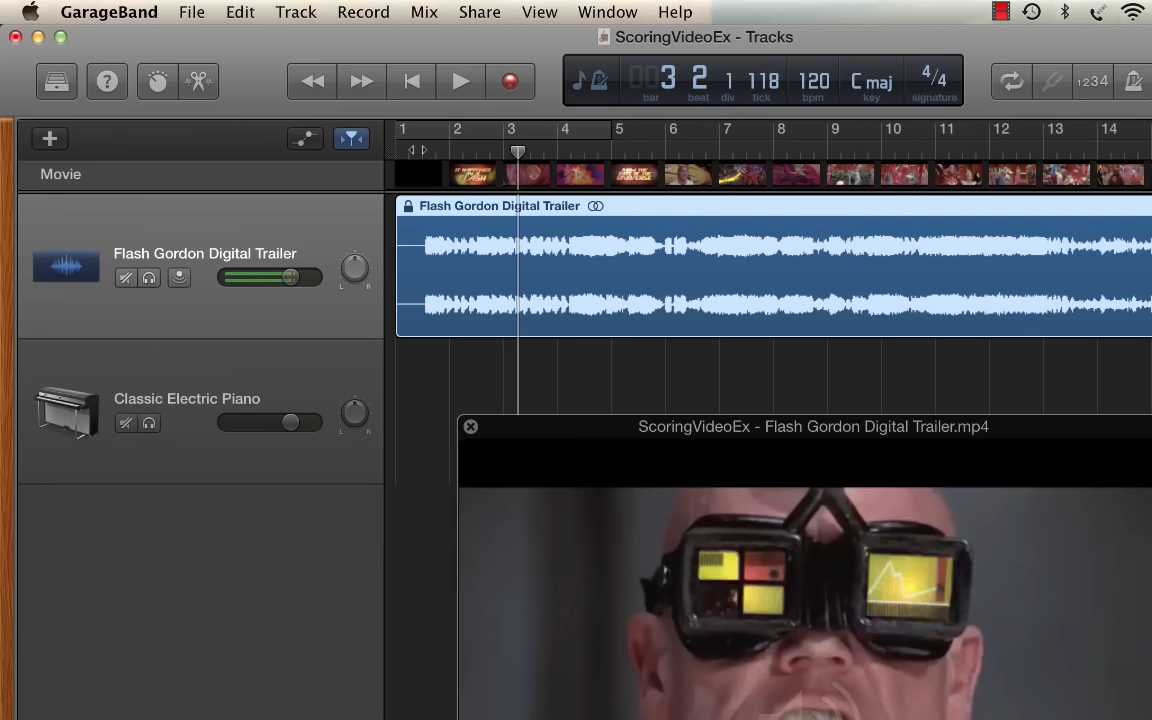 GarageBand File Edit Track Record Mix Share View Window Help
ScoringVideoEx - Tracks
003 2 1 118 120 C maj 4/4 1234
bar beat div tick bpm key signature
1 2 3 4 5 6 7 8 9 10 11 12 13 14
Movie
Flash Gordon Digital Trailer
Flash Gordon Digital Trailer
L R
Classic Electric Piano
L R
ScoringVideoEx - Flash Gordon Digital Trailer.mp4